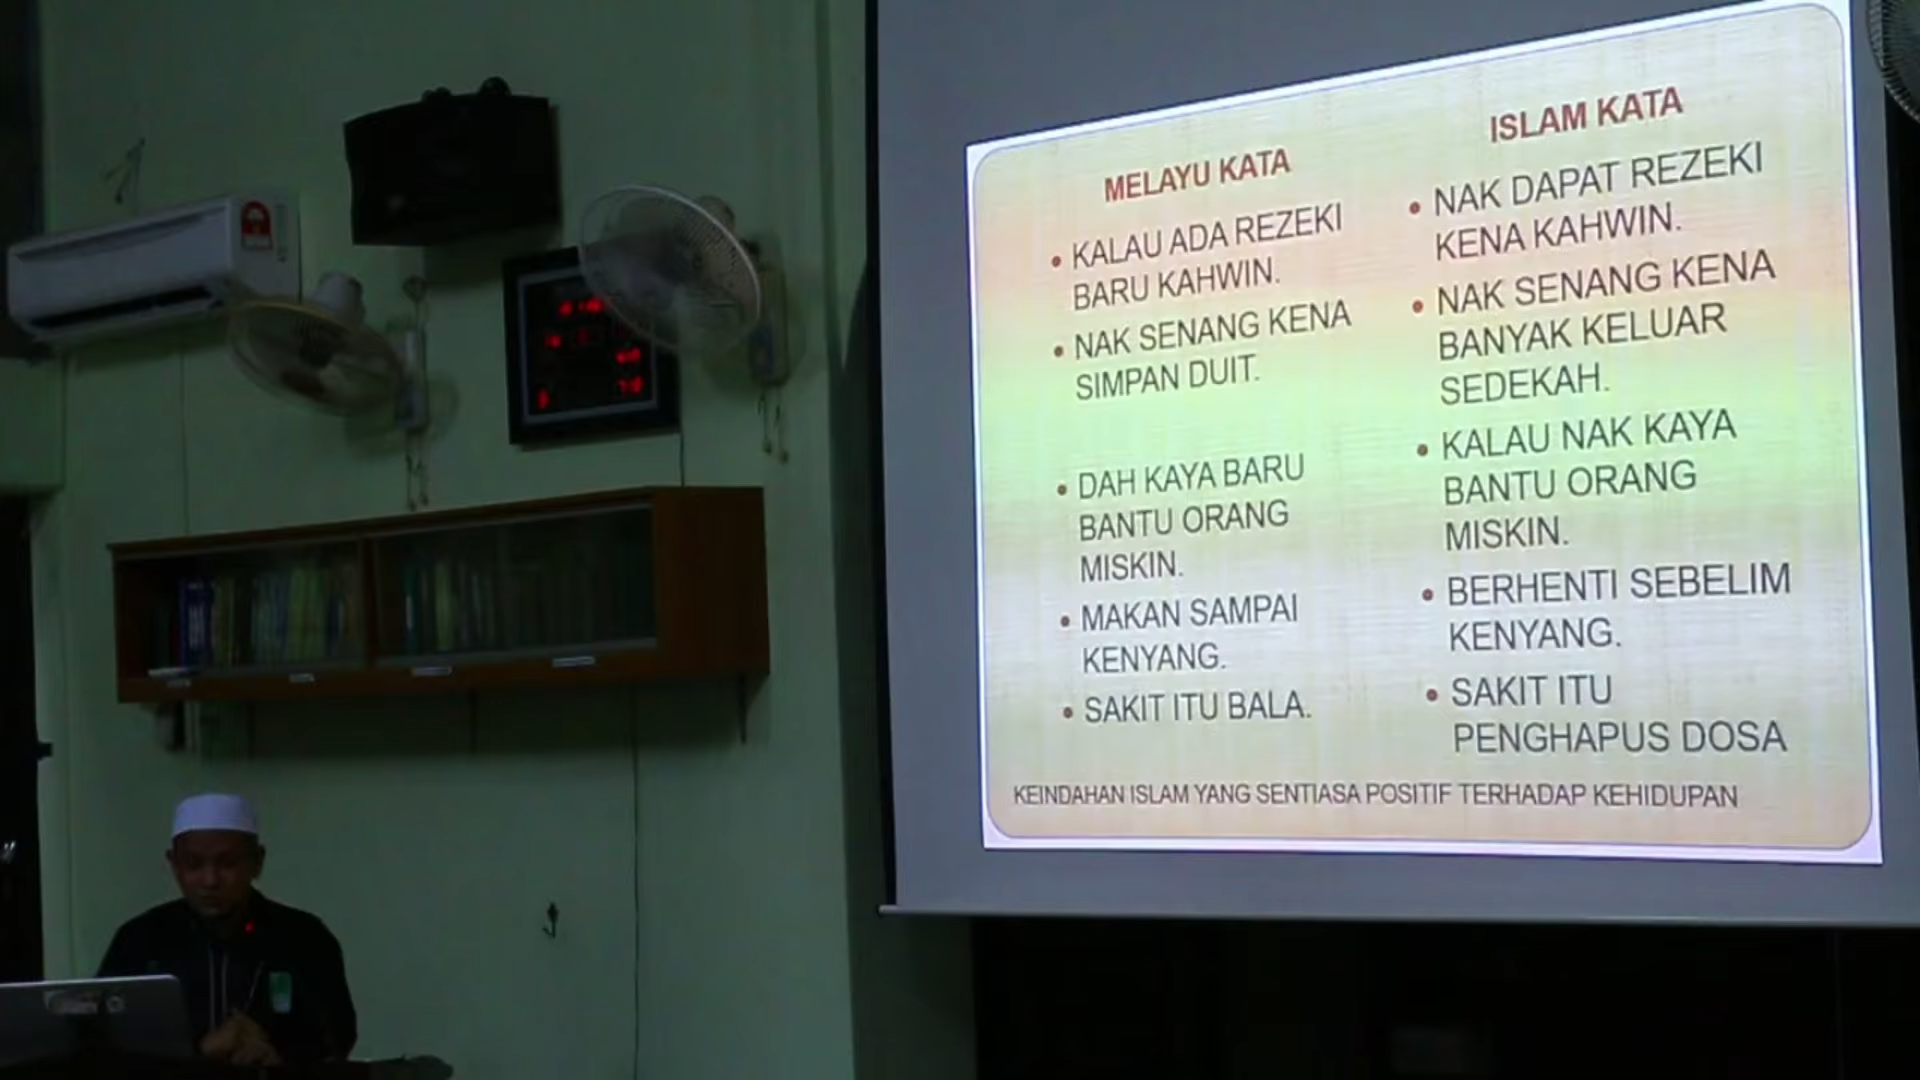 MELAYU KATA
• KALAU ADA REZEKI
BARU KAHWIN.
• NAK SENANG KENA
SIMPAN DUIT.
• DAH KAYA BARU
BANTU ORANG
MISKIN.
• MAKAN SAMPAI
KENYANG.
• SAKIT ITU BALA.
ISLAM KATA
• NAK DAPAT REZEKI
KENA KAHWIN.
• NAK SENANG KENA
BANYAK KELUAR
SEDEKAH.
• KALAU NAK KAYA
BANTU ORANG
MISKIN.
• BERHENTI SEBELIM
KENYANG.
• SAKIT ITU
PENGHAPUS DOSA
KEINDAHAN ISLAM YANG SENTIASA POSITIF TERHADAP KEHIDUPAN